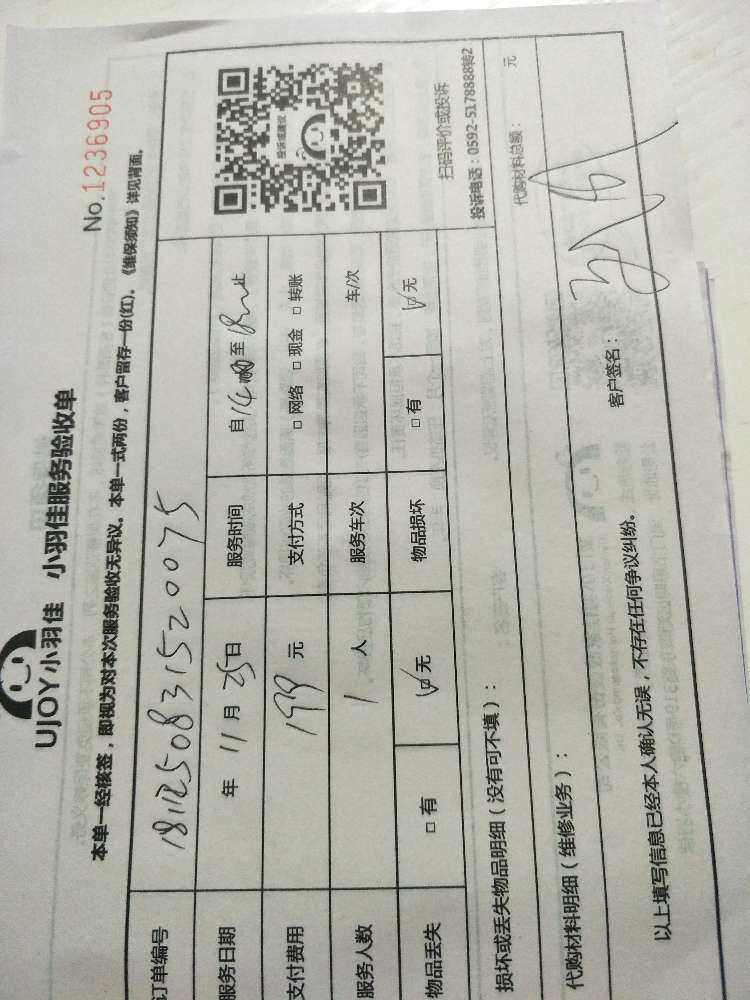 UJOY小羽佳 小羽佳服务验收单
No.1236905
本单一经核签，即视为对本次服务验收无异议。本单一式两份，客户留存一份(红)。《维保须知》详见背面。
订单编号 1811250831520075
服务日期 年 11 月 25 日 服务时间 自 14 至 18 止
支付费用 199 元 支付方式 □ 网络 □ 现金 □ 转账
服务人数 1 人 服务车次 车/次
物品丢失 □ 有 ☑ 无 物品损坏 □ 有 ☑ 无
投诉或建议
扫码评价或投诉
投诉电话：0592-5178888转2
损坏或丢失物品明细（没有可不填）：
代购材料明细（维修业务）： 代购材料总额： 元
以上填写信息已经本人确认无误，不存在任何争议纠纷。 客户签名：